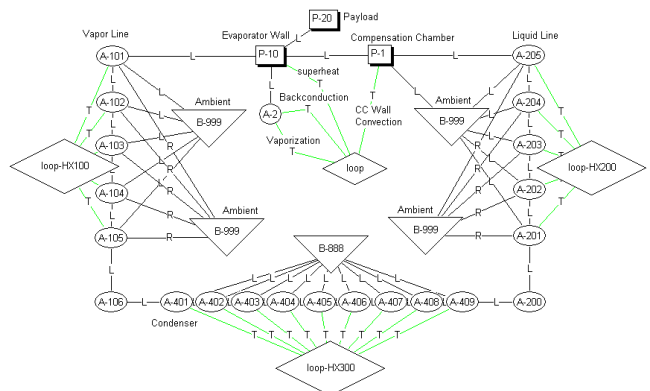 P-20 Payload
Vapor Line Evaporator Wall Compensation Chamber Liquid Line
A-101 L P-10 L P-1 L A-205
L
superheat
T
L L T L
T A-102 Backconduction A-204 T
Ambient A-2 T CC Wall Ambient
T B-999 Convection B-999 T
L Vaporization L
A-103 R T R A-203
loop-HX100 loop loop-HX200
L R R L
T A-104 R R A-202 T
L Ambient Ambient L
A-105 R B-999 B-999 R A-201
B-888
L L
L L L L L L L L L
A-106 L A-401 L A-402 L A-403 L A-404 L A-405 L A-406 L A-407 L A-408 L A-409 L A-200
Condenser
T T T T T T T T T
loop-HX300